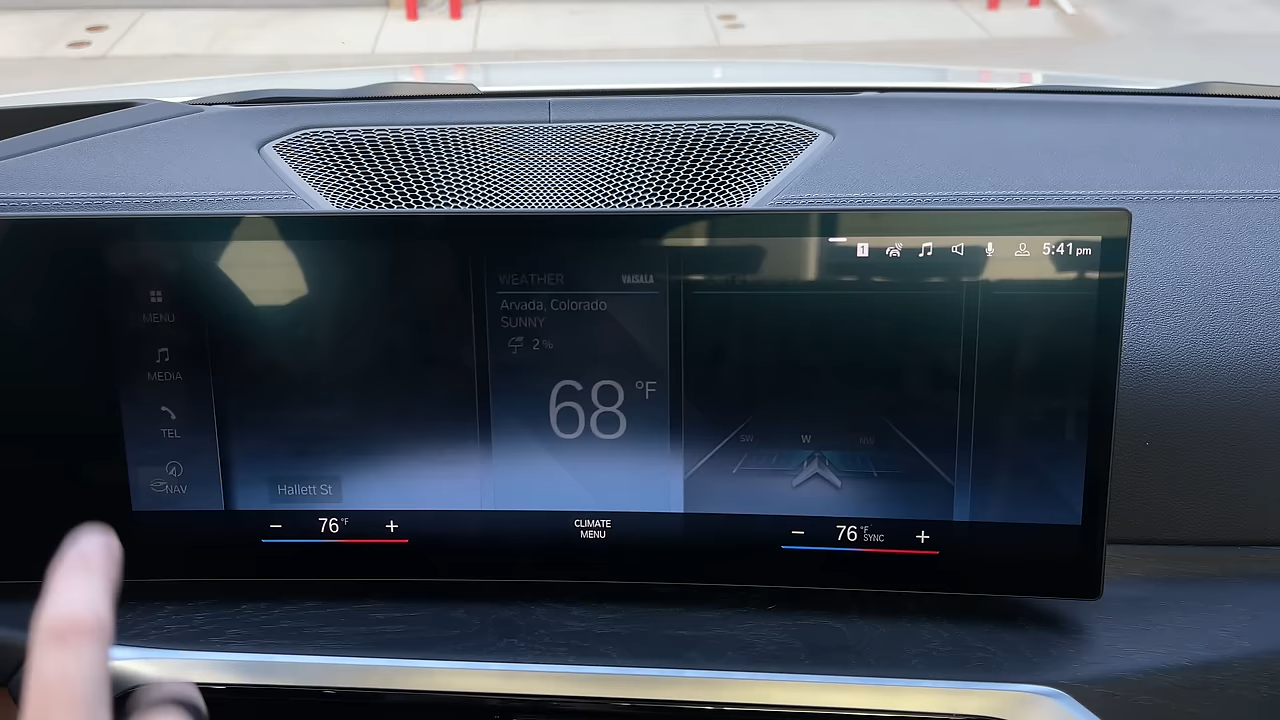 1
5:41 pm
MENU
MEDIA
TEL
NAV
WEATHER VAISALA
Arvada, Colorado
SUNNY
2%
68 °F
SW W NW
Hallett St
− 76 °F +
CLIMATE
MENU
− 76 °F SYNC +